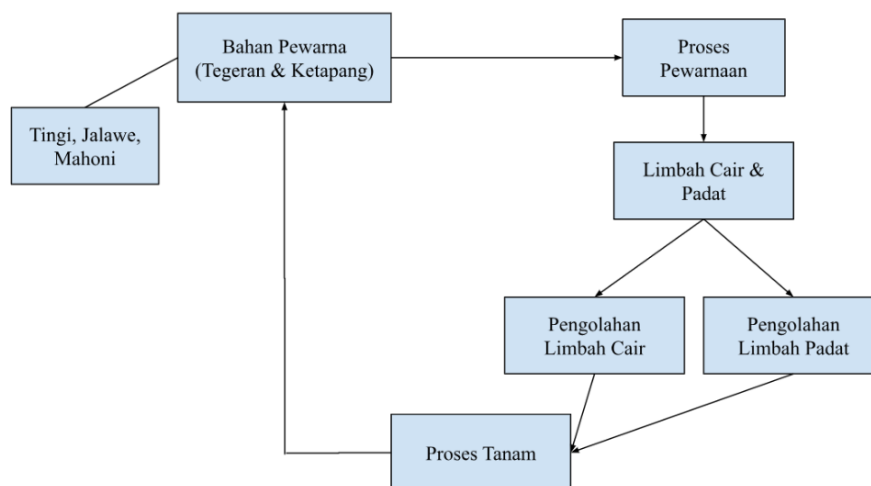 Bahan Pewarna
(Tegeran & Ketapang)
Proses
Pewarnaan
Tingi, Jalawe,
Mahoni
Limbah Cair &
Padat
Pengolahan
Limbah Cair
Pengolahan
Limbah Padat
Proses Tanam